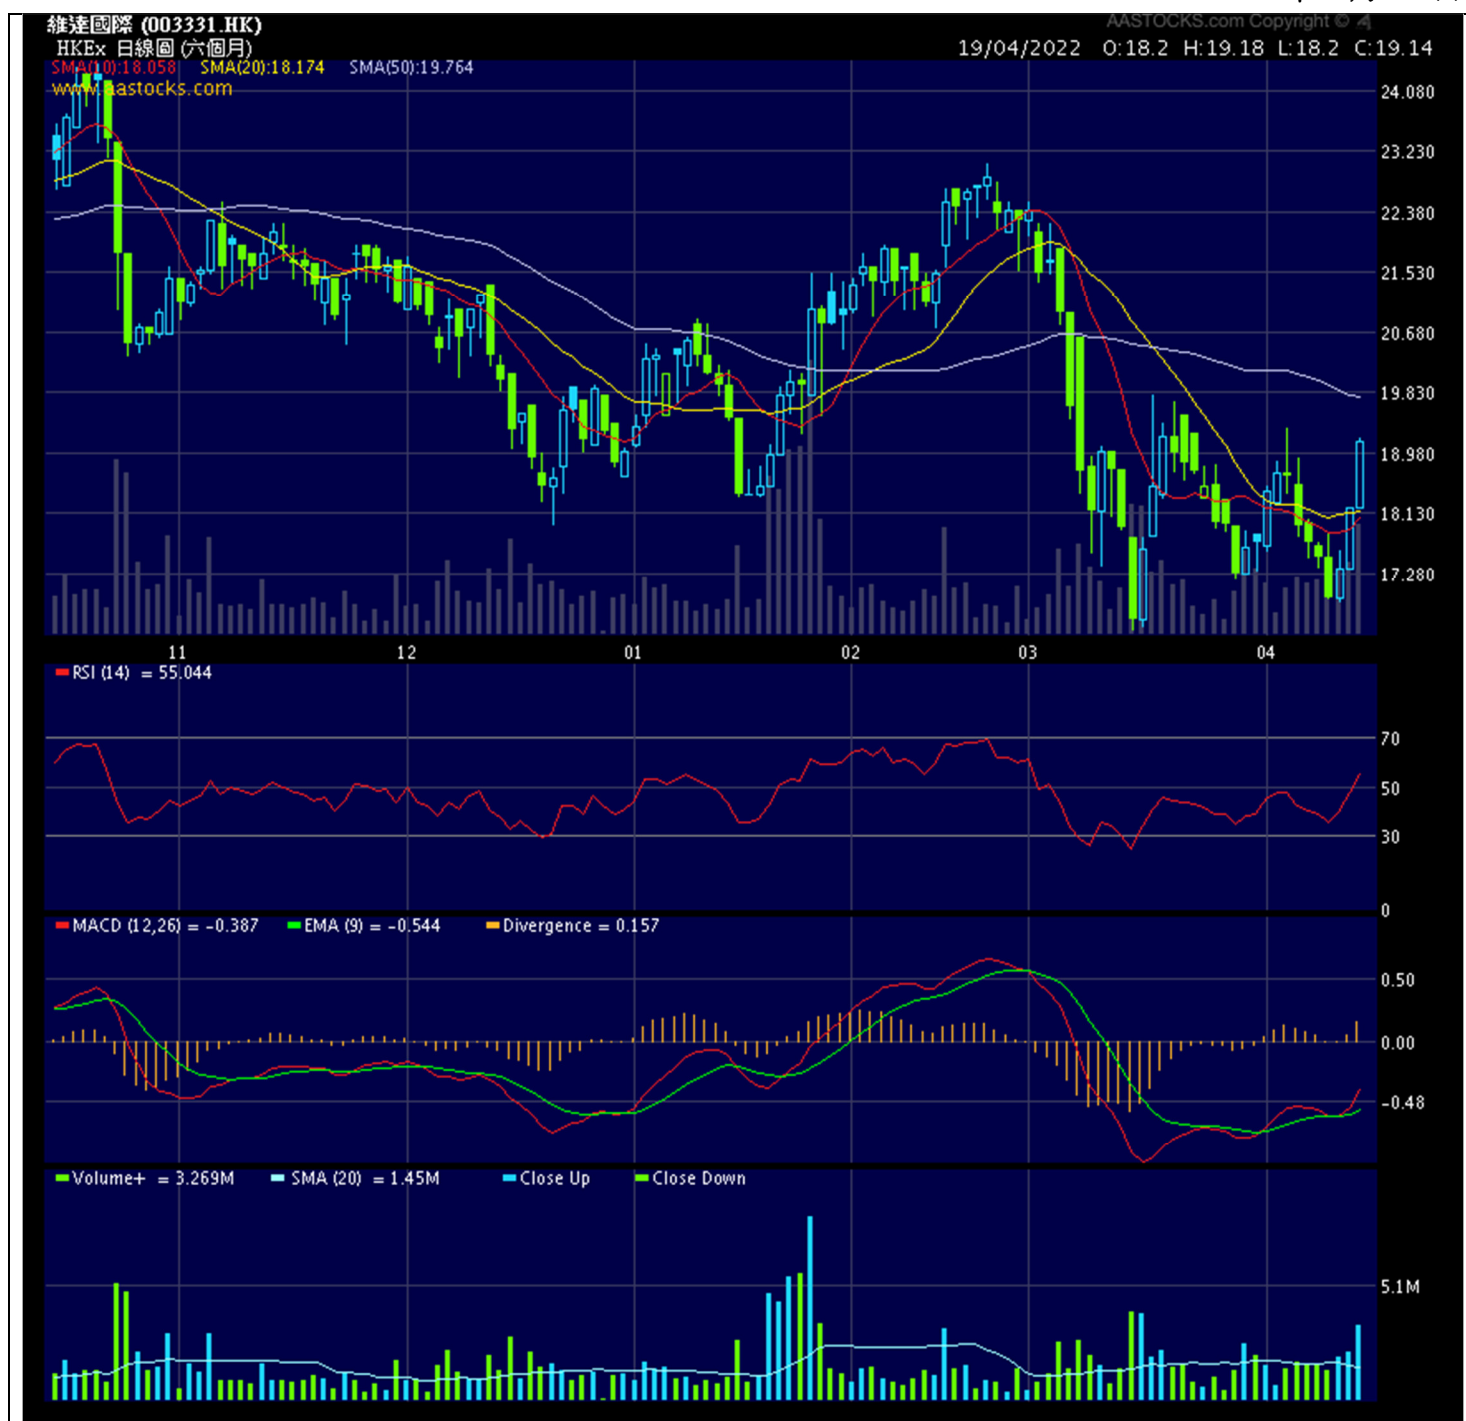 維達國際 (003331.HK)
AASTOCKS.com Copyright ©
HKEx 日線圖 (六個月)
19/04/2022 O:18.2 H:19.18 L:18.2 C:19.14
SMA(10):18.058 SMA(20):18.174 SMA(50):19.764
www.aastocks.com
24.080
23.230
22.380
21.530
20.680
19.830
18.980
18.130
17.280
11 12 01 02 03 04
RSI (14) = 55.044
70
50
30
0
MACD (12,26) = -0.387 EMA (9) = -0.544 Divergence = 0.157
0.50
0.00
-0.48
Volume+ = 3.269M SMA (20) = 1.45M Close Up Close Down
5.1M